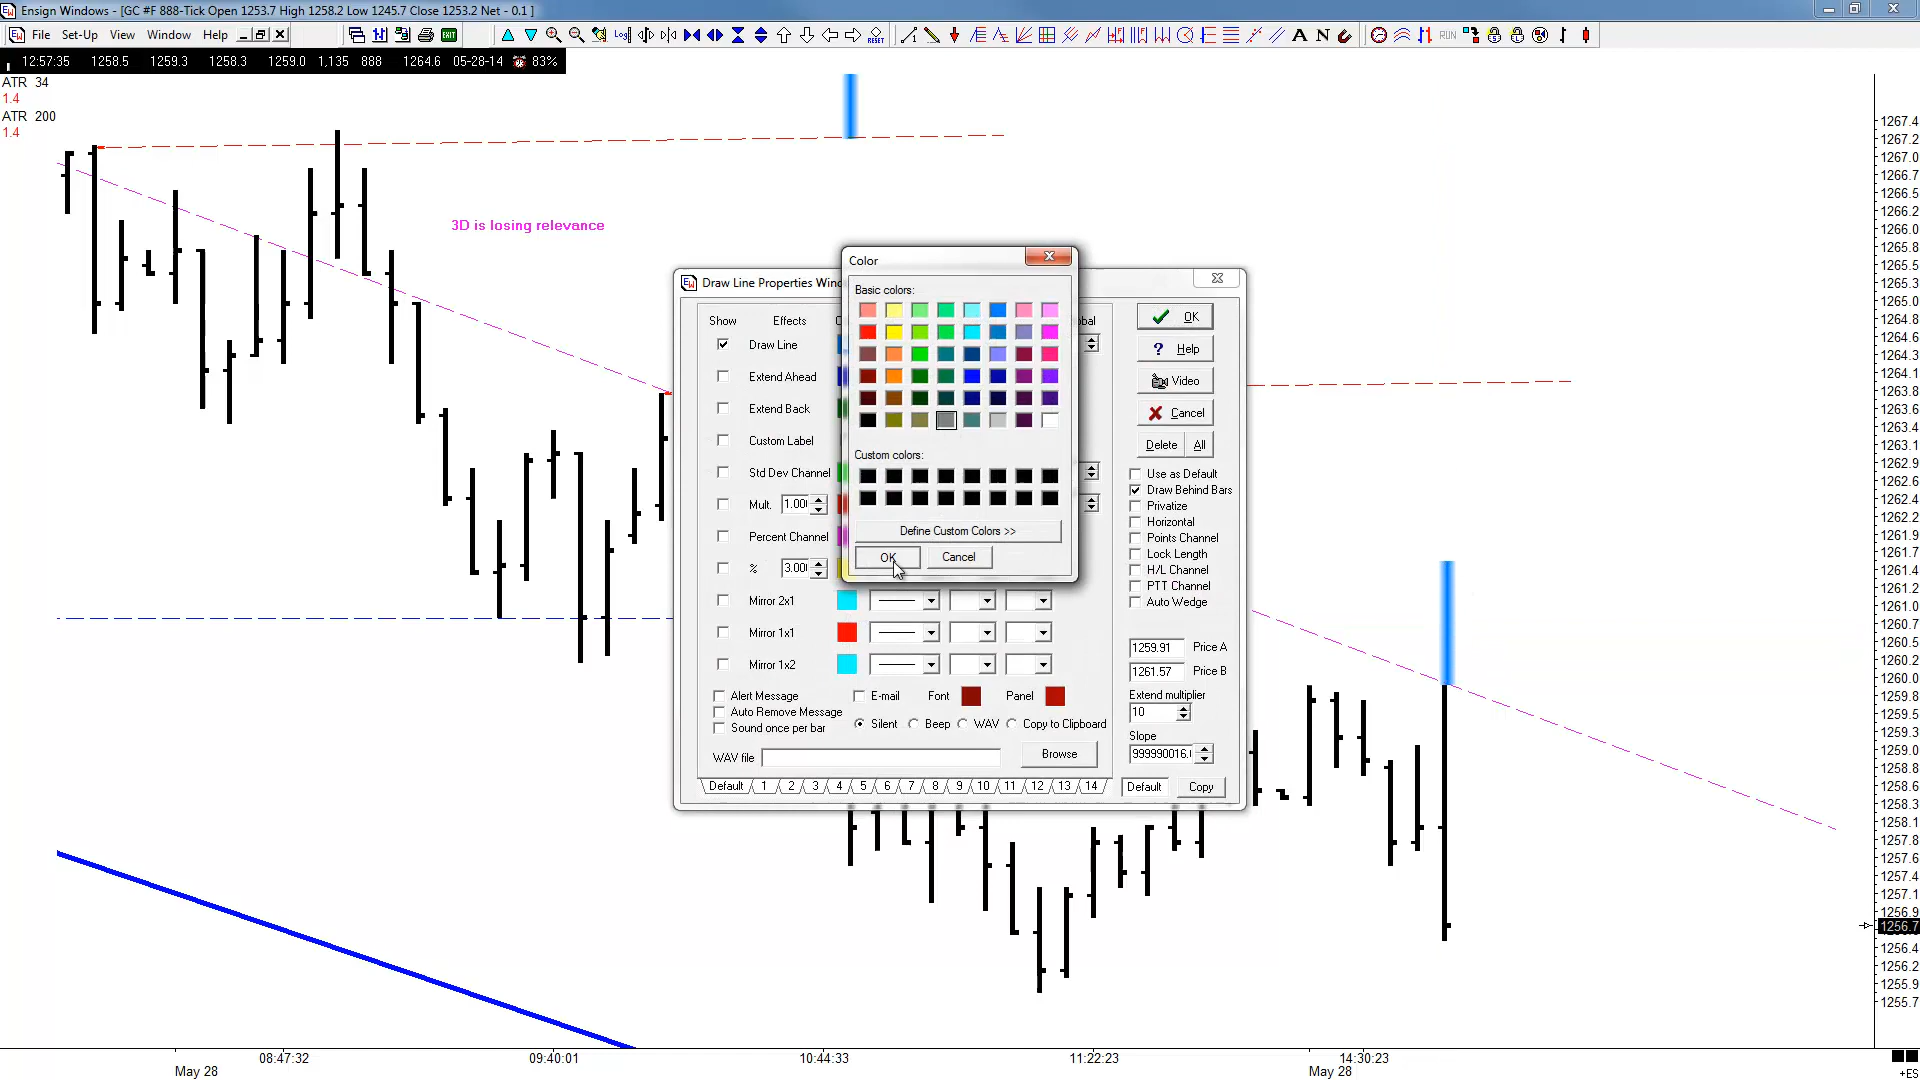 Ensign Windows - [GC #F 888-Tick Open 1253.7 High 1258.2 Low 1245.7 Close 1253.2 Net - 0.1 ]
File Set-Up View Window Help
12:57:35 1258.5 1259.3 1258.3 1259.0 1,135 888 1264.6 05-28-14 83%
ATR 34
1.4
ATR 200
1.4
3D is losing relevance
Draw Line Properties
Show Effects
Draw Line
Extend Ahead
Extend Back
Custom Label
Std Dev Channel
Mult. 1.00
Percent Channel
% 3.00
Mirror 2x1
Mirror 1x1
Mirror 1x2
Alert Message E-mail Font Panel
Auto Remove Message
Silent Beep WAV Copy to Clipboard
Sound once per bar
WAV file Browse
Default 1 2 3 4 5 6 7 8 9 10 11 12 13 14
Color
Basic colors:
Custom colors:
Define Custom Colors >>
OK Cancel
OK
Help
Video
Cancel
Delete All
Use as Default
Draw Behind Bars
Privatize
Horizontal
Points Channel
Lock Length
H/L Channel
PTT Channel
Auto Wedge
1259.91 Price A
1261.57 Price B
Extend multiplier
10
Slope
999990016.
Default Copy
1267.4
1267.2
1267.0
1266.7
1266.5
1266.2
1266.0
1265.8
1265.5
1265.3
1265.0
1264.8
1264.6
1264.3
1264.1
1263.8
1263.6
1263.4
1263.1
1262.9
1262.6
1262.4
1262.2
1261.9
1261.7
1261.4
1261.2
1261.0
1260.7
1260.5
1260.2
1260.0
1259.8
1259.5
1259.3
1259.0
1258.8
1258.6
1258.3
1258.1
1257.8
1257.6
1257.4
1257.1
1256.9
1256.7
1256.4
1256.2
1255.9
1255.7
08:47:32 09:40:01 10:44:33 11:22:23 14:30:23
May 28 May 28
+ES